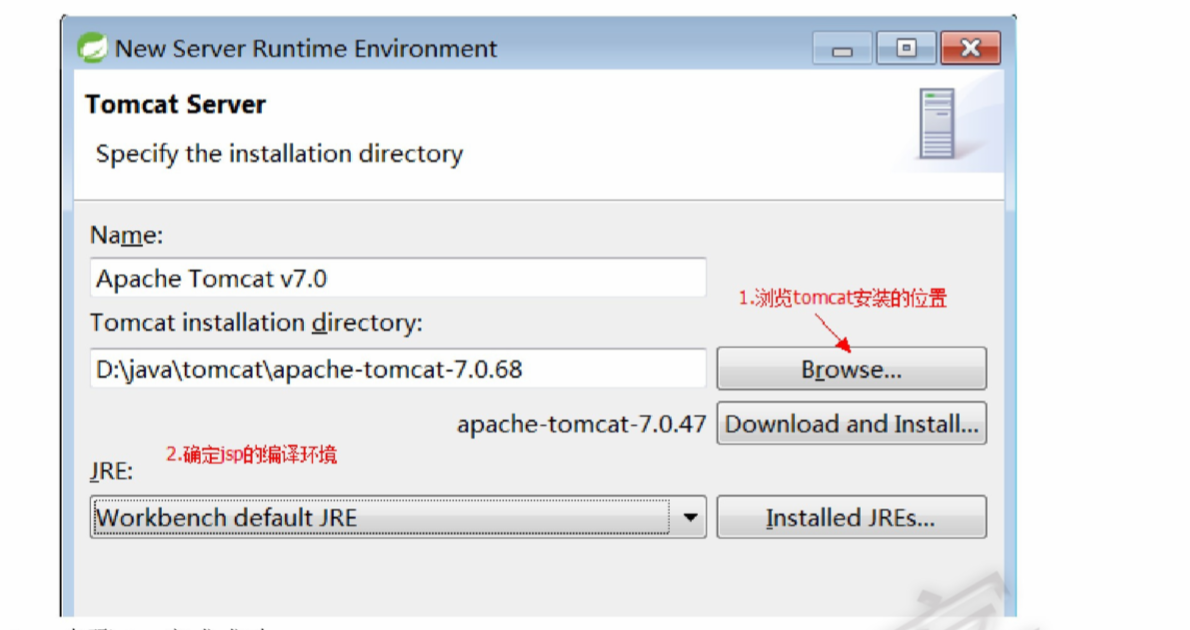 New Server Runtime Environment
Tomcat Server
Specify the installation directory
Name:
Apache Tomcat v7.0
1.浏览tomcat安装的位置
Tomcat installation directory:
D:\java\tomcat\apache-tomcat-7.0.68
Browse...
apache-tomcat-7.0.47
Download and Install...
2.确定jsp的编译环境
JRE:
Workbench default JRE
Installed JREs...